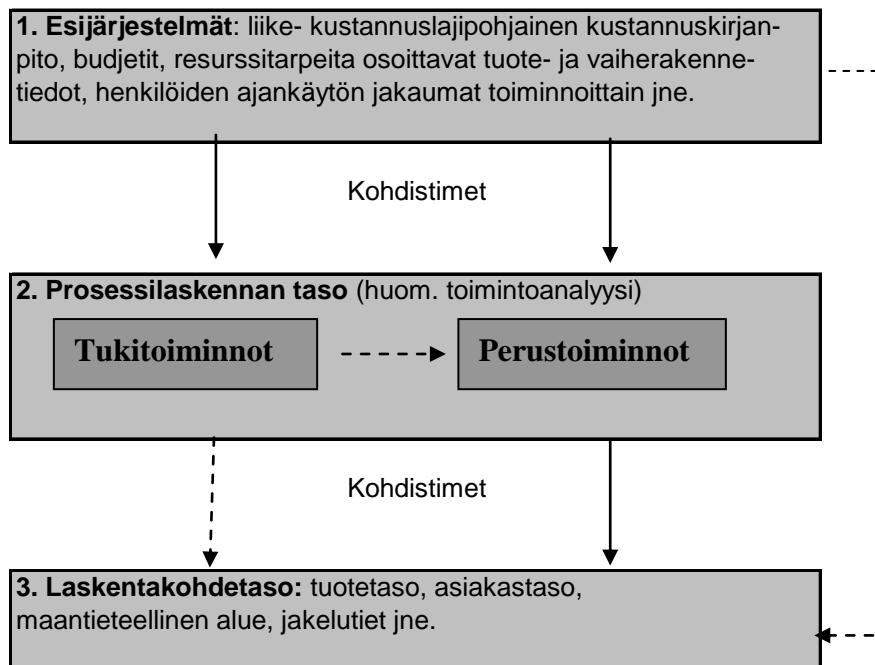 1. Esijärjestelmät: liike- kustannuslajipohjainen kustannuskirjan-
pito, budjetit, resurssitarpeita osoittavat tuote- ja vaiherakenne-
tiedot, henkilöiden ajankäytön jakaumat toiminnoittain jne.
Kohdistimet
2. Prosessilaskennan taso (huom. toimintoanalyysi)
Tukitoiminnot
Perustoiminnot
Kohdistimet
3. Laskentakohdetaso: tuotetaso, asiakastaso,
maantieteellinen alue, jakelutiet jne.